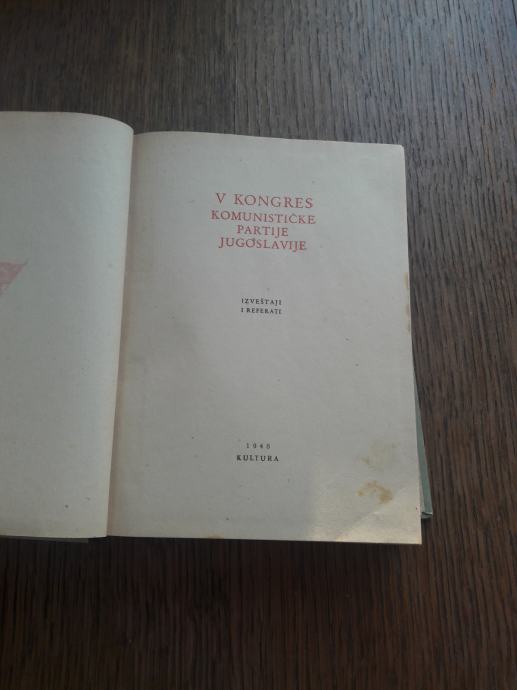 V KONGRES
KOMUNISTIČKE
PARTIJE
JUGOSLAVIJE
IZVEŠTAJI
I REFERATI
1948
KULTURA